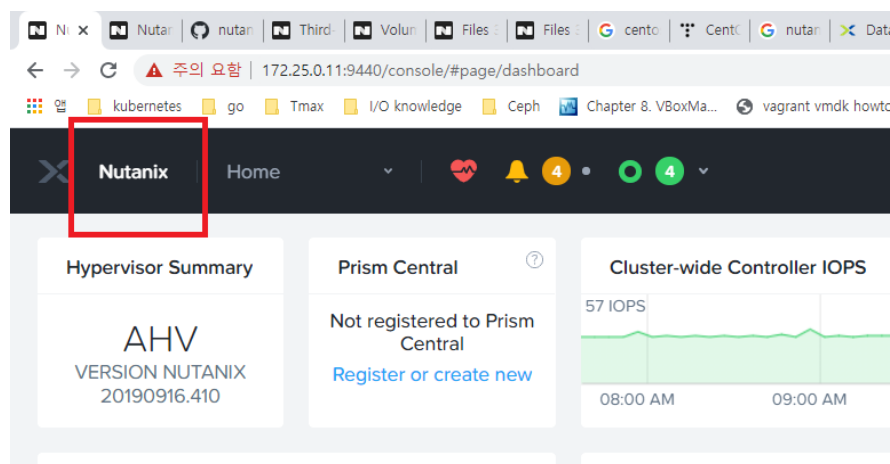 Nutar nutan Third- Volun Files Files cento Cent nutan Data
주의 요함 172.25.0.11:9440/console/#page/dashboard
앱 kubernetes go Tmax I/O knowledge Ceph Chapter 8. VBoxMa... vagrant vmdk howto
Nutanix Home 4 4
Hypervisor Summary
AHV
VERSION NUTANIX
20190916.410
Prism Central
Not registered to Prism
Central
Register or create new
Cluster-wide Controller IOPS
57 IOPS
08:00 AM 09:00 AM